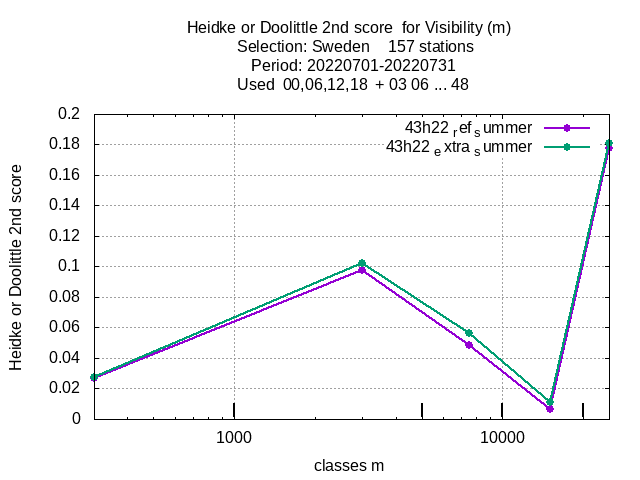 Heidke or Doolittle 2nd score for Visibility (m)
Selection: Sweden 157 stations
Period: 20220701-20220731
Used 00,06,12,18 + 03 06 ... 48
43h22 ref summer
43h22 extra summer
0.2
0.18
0.16
0.14
0.12
0.1
0.08
0.06
0.04
0.02
0
Heidke or Doolittle 2nd score
1000 10000
classes m